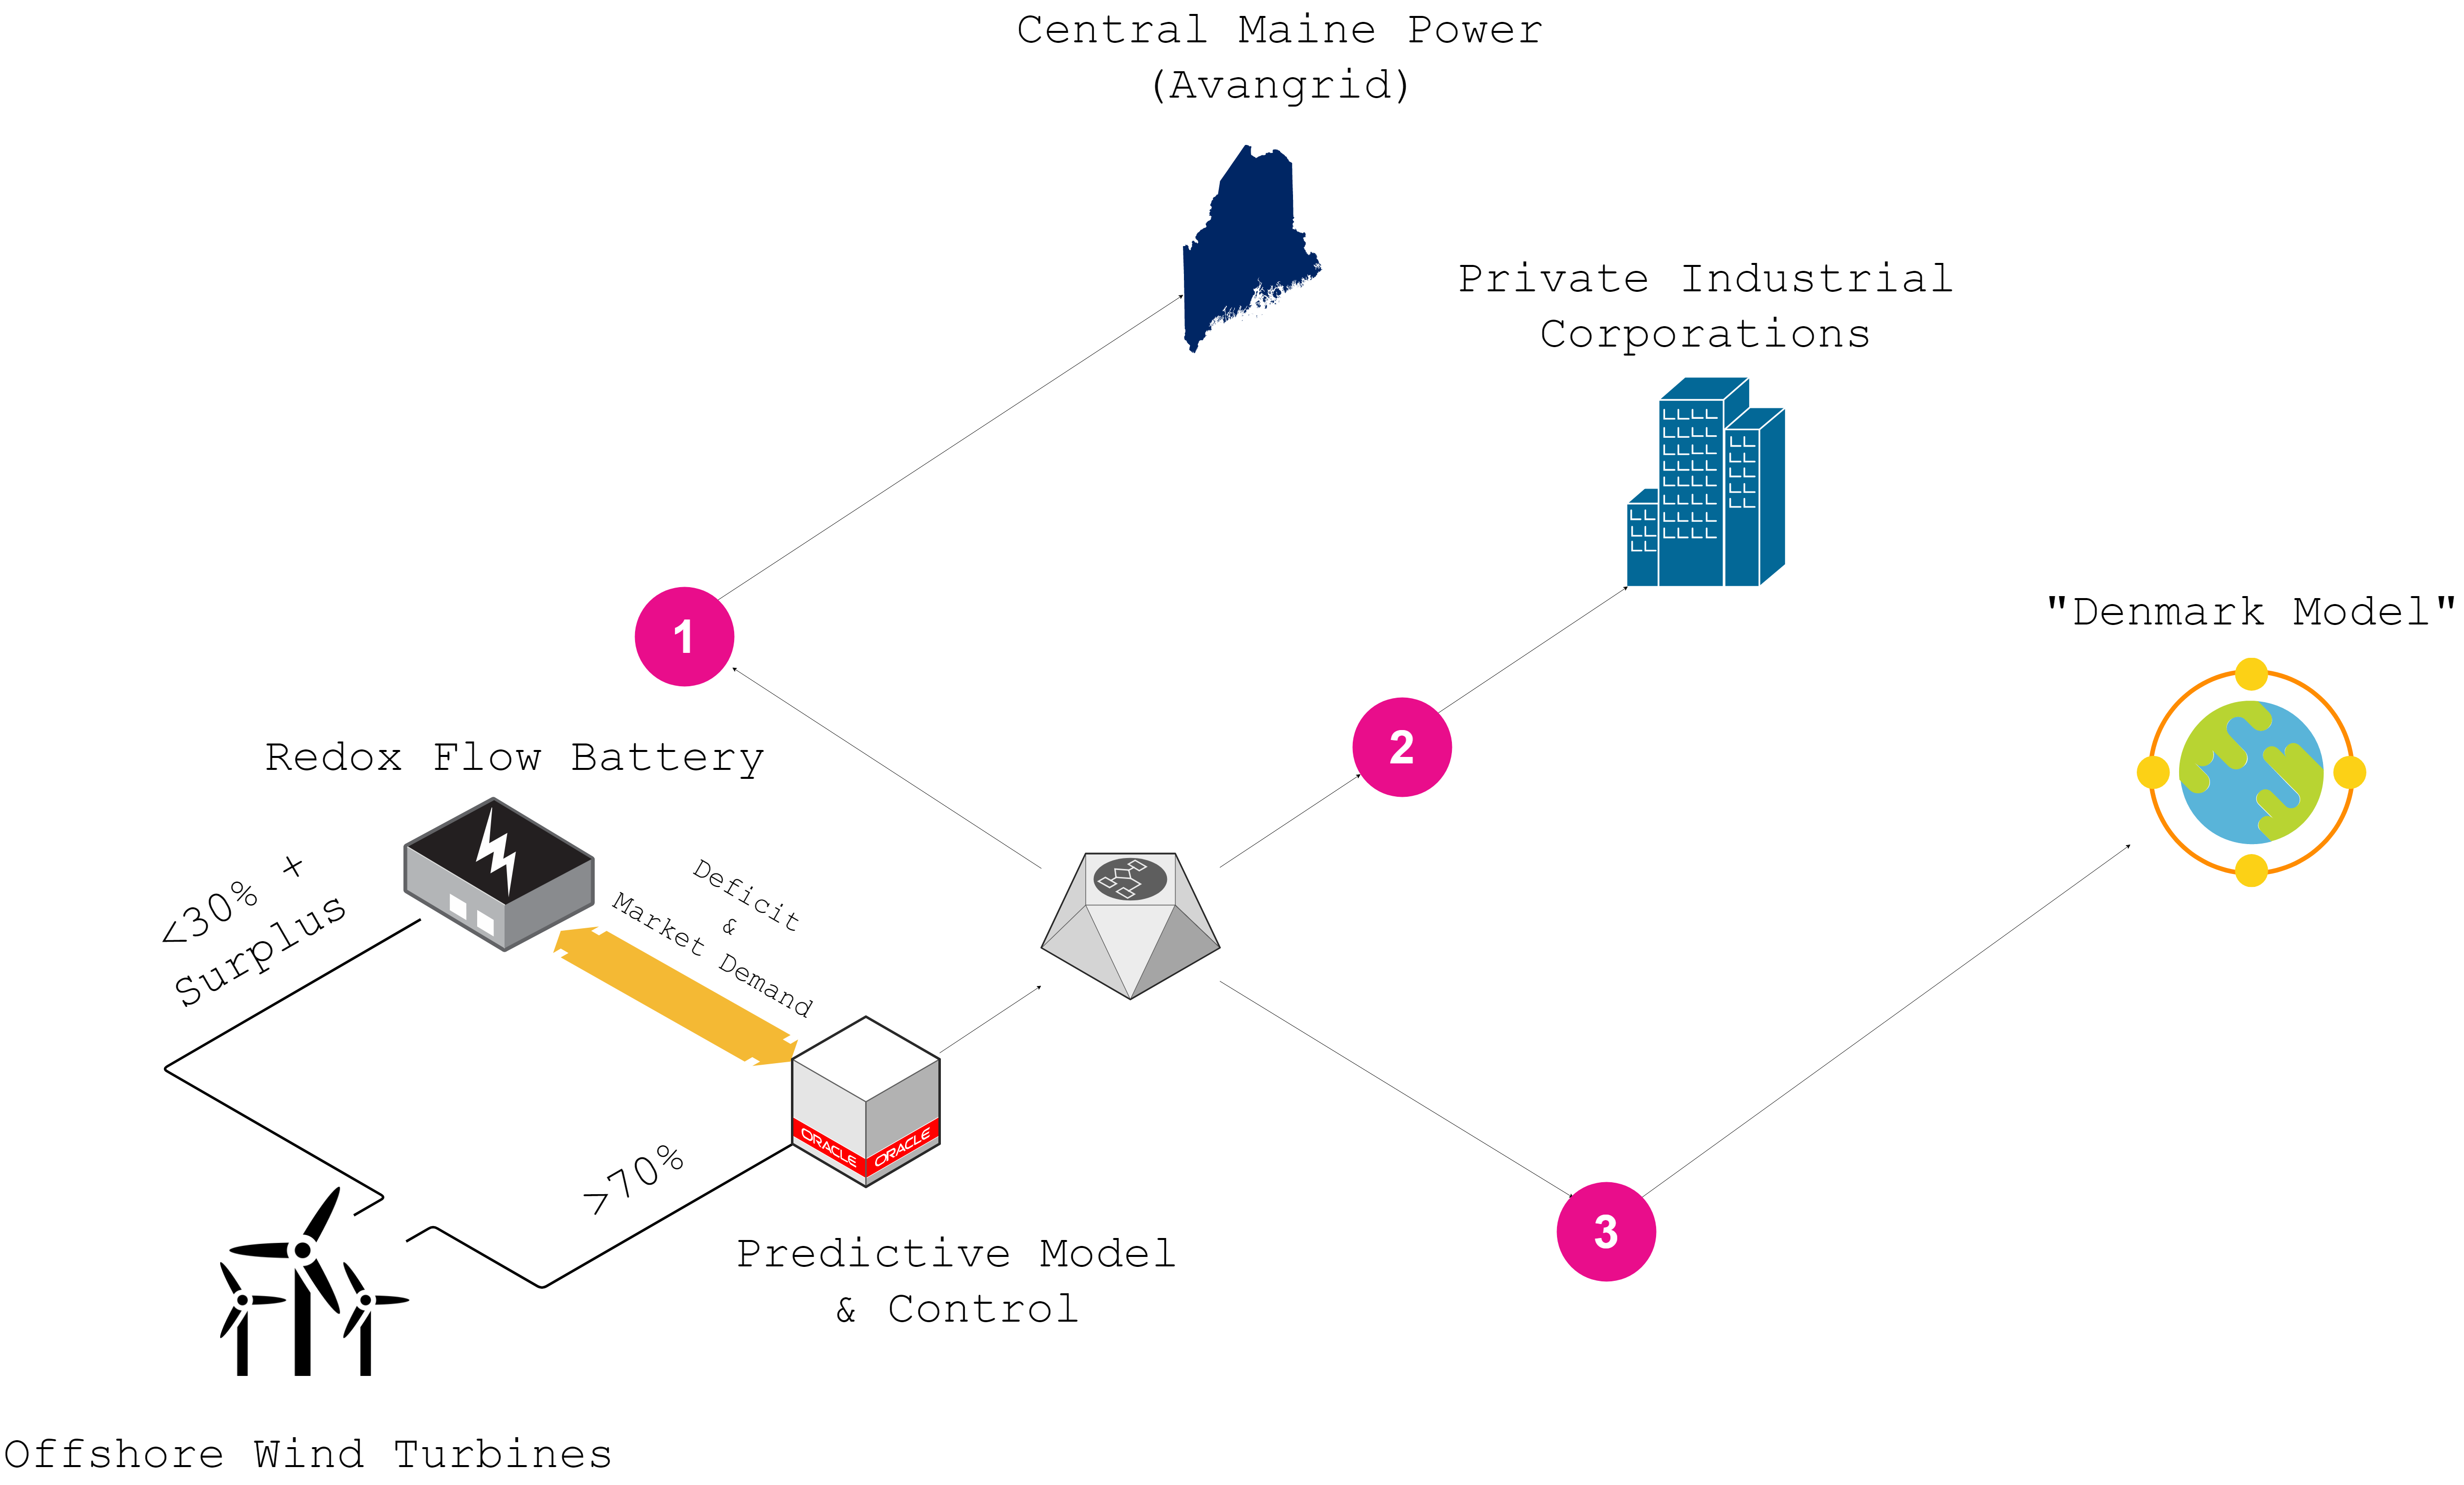 Central Maine Power
(Avangrid)
Private Industrial
Corporations
"Denmark Model"
1
2
Redox Flow Battery
<30% +
Surplus
Deficit
&
Market Demand
ORACLE
ORACLE
>70%
3
Predictive Model
& Control
Offshore Wind Turbines